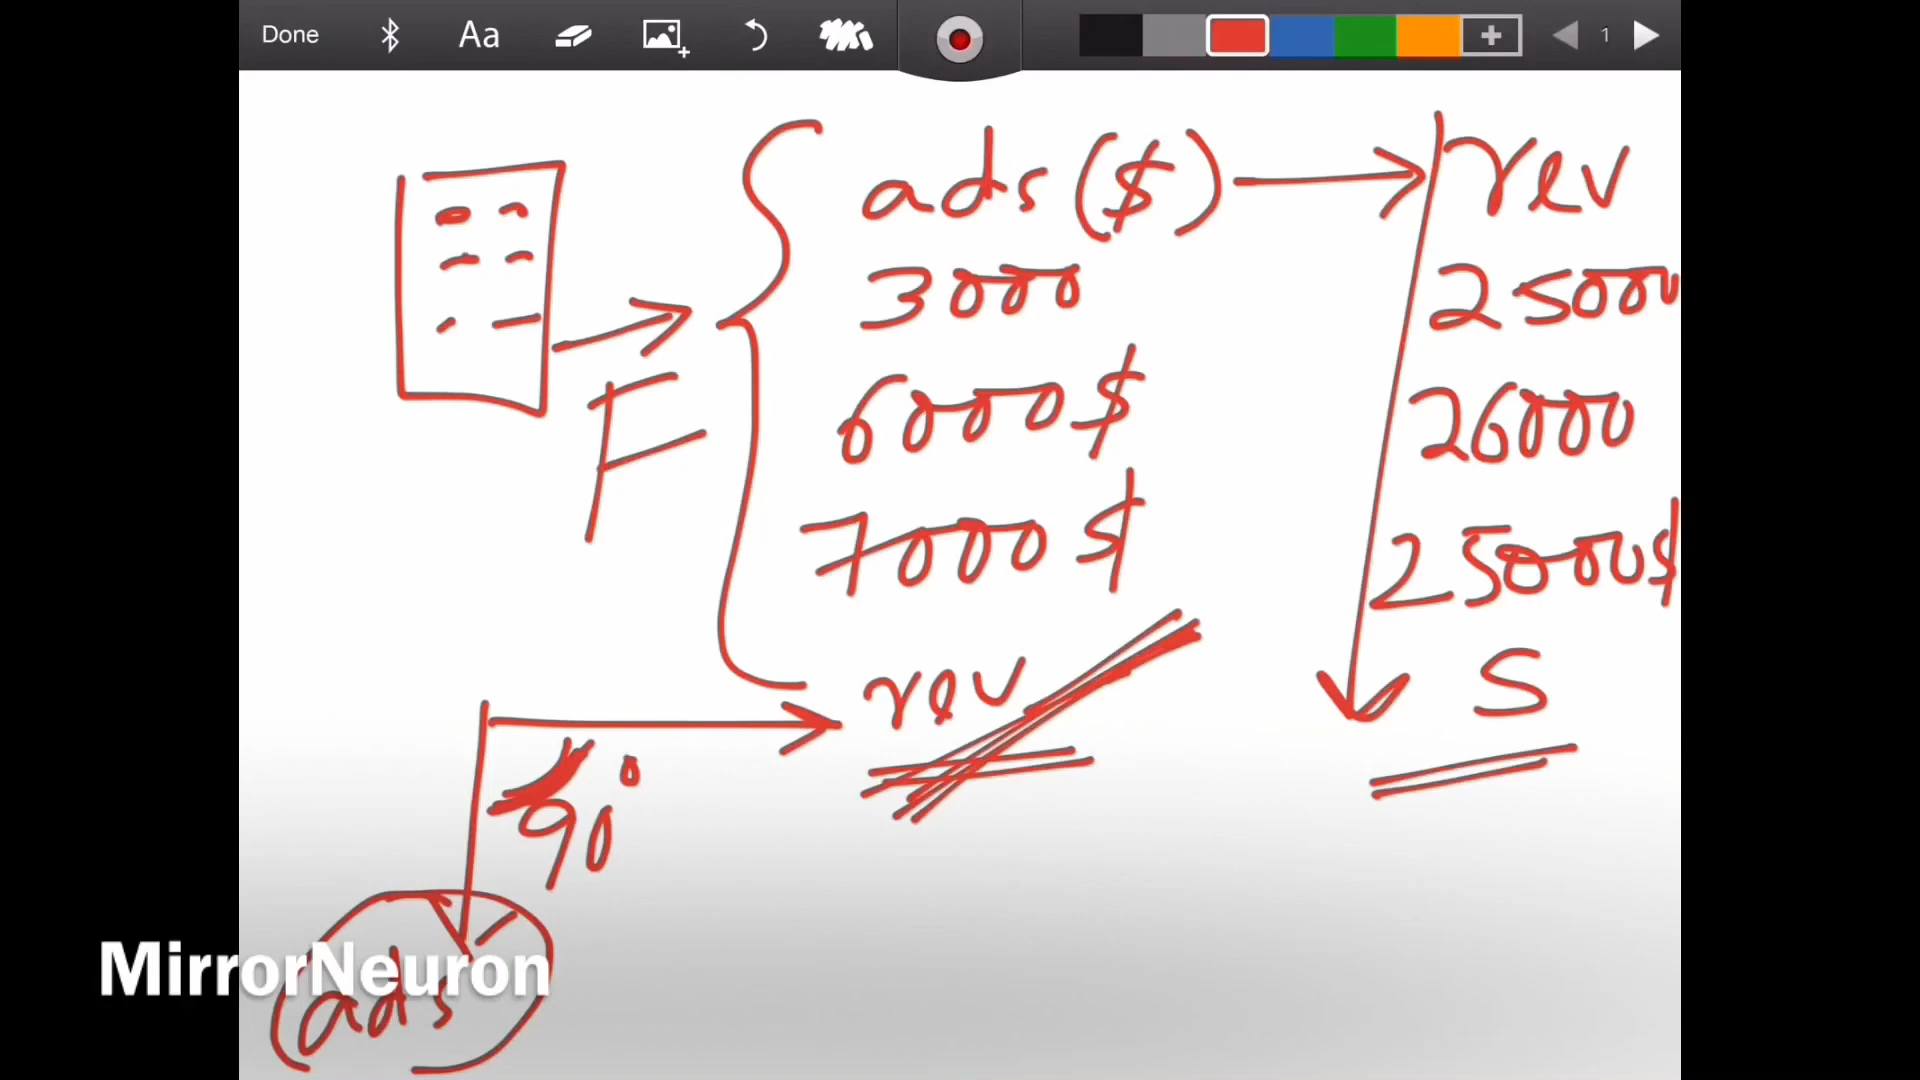 Done Aa 1
ads ($) rev
3000 25000
6000$ 26000
F
7000$ 25000$
rev S
90°
ads
MirrorNeuron